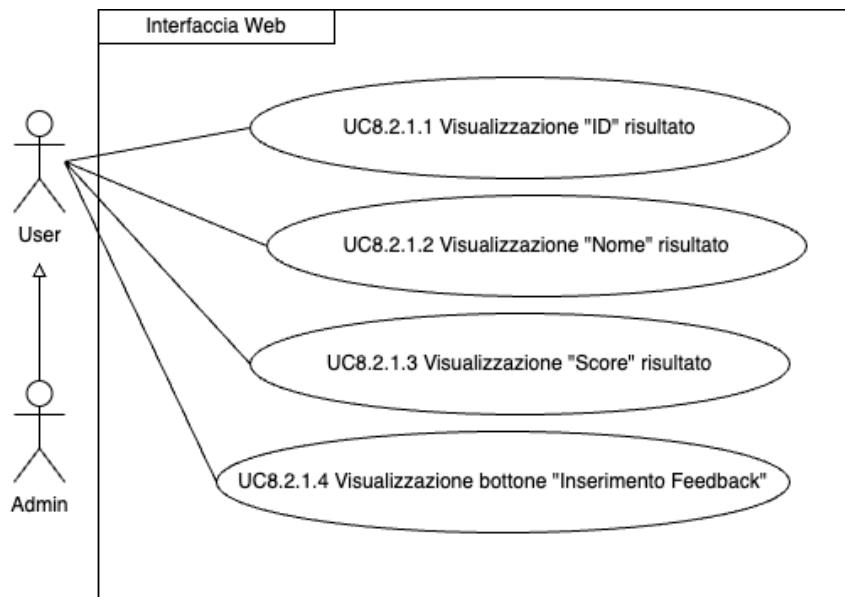 Interfaccia Web
UC8.2.1.1 Visualizzazione "ID" risultato
User
UC8.2.1.2 Visualizzazione "Nome" risultato
UC8.2.1.3 Visualizzazione "Score" risultato
UC8.2.1.4 Visualizzazione bottone "Inserimento Feedback"
Admin